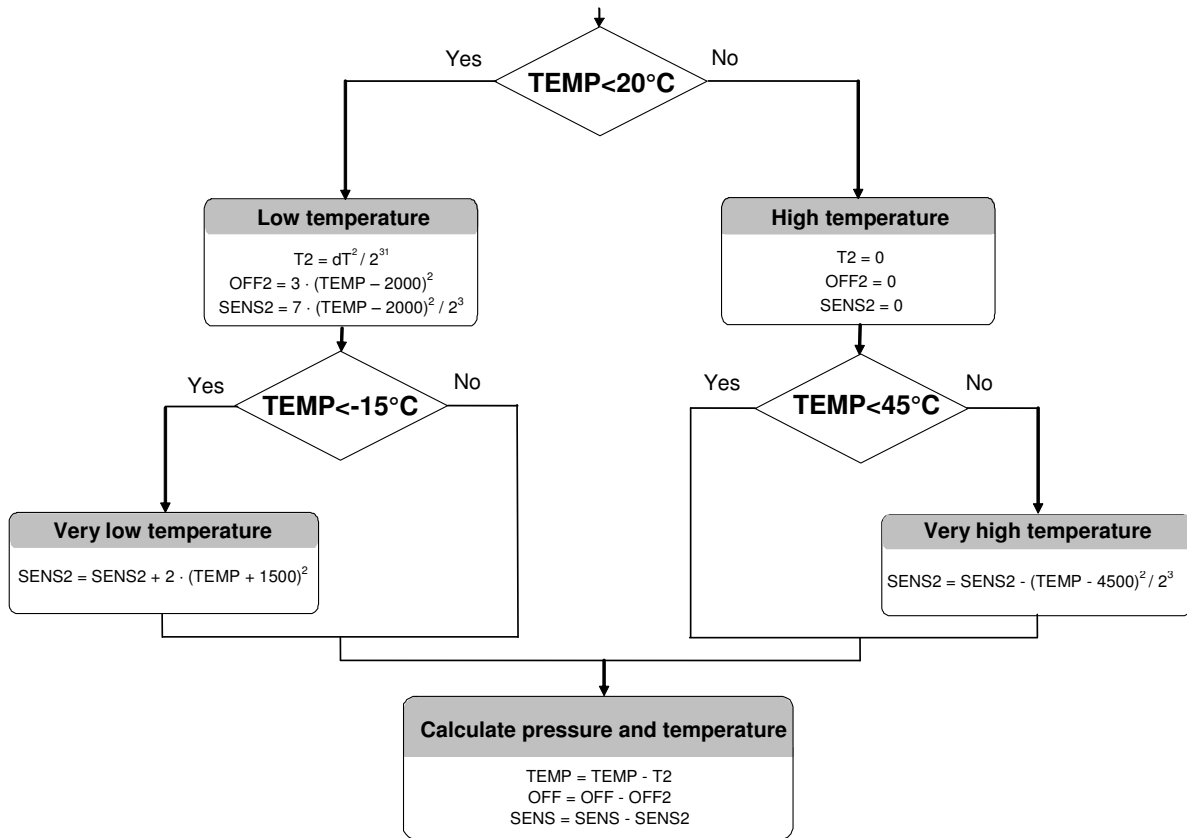 Yes
No
TEMP<20°C
Low temperature
T2 = dT² / 2³¹
OFF2 = 3 · (TEMP – 2000)²
SENS2 = 7 · (TEMP – 2000)² / 2³
High temperature
T2 = 0
OFF2 = 0
SENS2 = 0
Yes
No
TEMP<-15°C
Yes
No
TEMP<45°C
Very low temperature
SENS2 = SENS2 + 2 · (TEMP + 1500)²
Very high temperature
SENS2 = SENS2 - (TEMP - 4500)² / 2³
Calculate pressure and temperature
TEMP = TEMP - T2
OFF = OFF - OFF2
SENS = SENS - SENS2